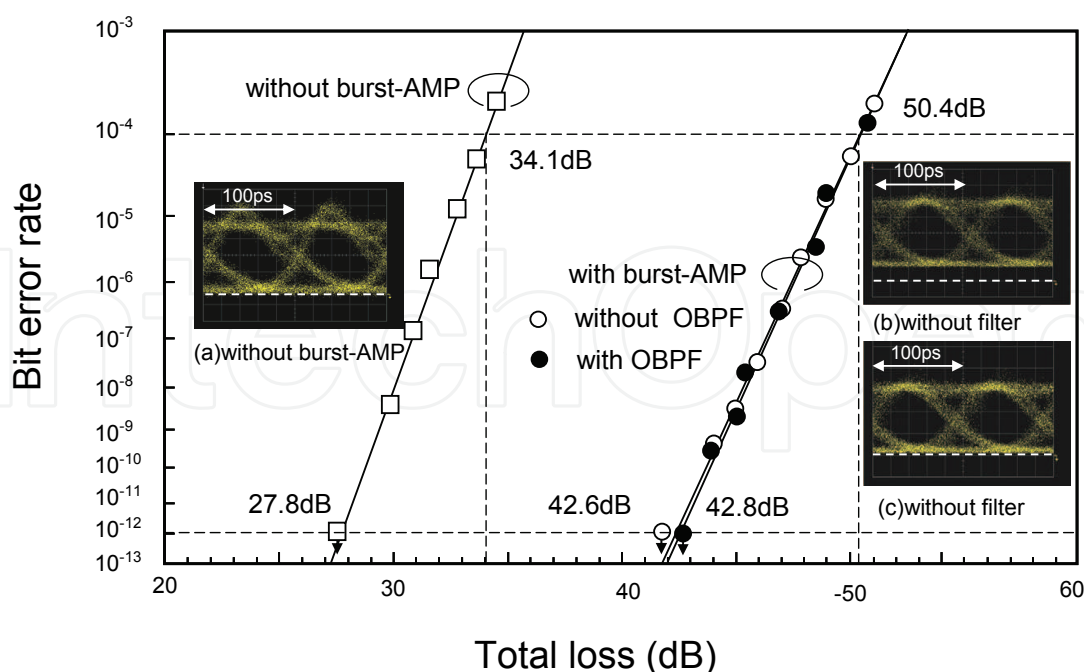 10-3
without burst-AMP
50.4dB
10-4
34.1dB
100ps
100ps
10-5
Bit error rate
with burst-AMP
10-6
without OBPF
(b)without filter
10-7
(a)without burst-AMP
with OBPF
100ps
10-8
10-9
10-10
10-11
27.8dB
42.6dB
42.8dB
(c)without filter
10-12
10-13
20
30
40
-50
60
Total loss (dB)
IntechOpen